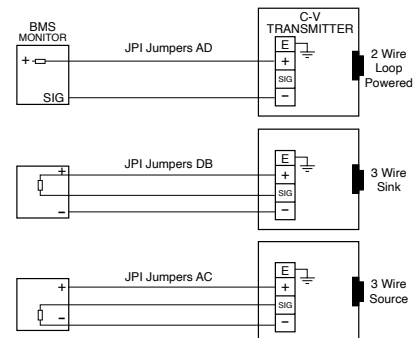 BMS
MONITOR
+
SIG
JPI Jumpers AD
C-V
TRANSMITTER
E
+
SIG
−
2 Wire
Loop
Powered
+
−
JPI Jumpers DB
E
+
SIG
−
3 Wire
Sink
+
−
JPI Jumpers AC
E
+
SIG
−
3 Wire
Source